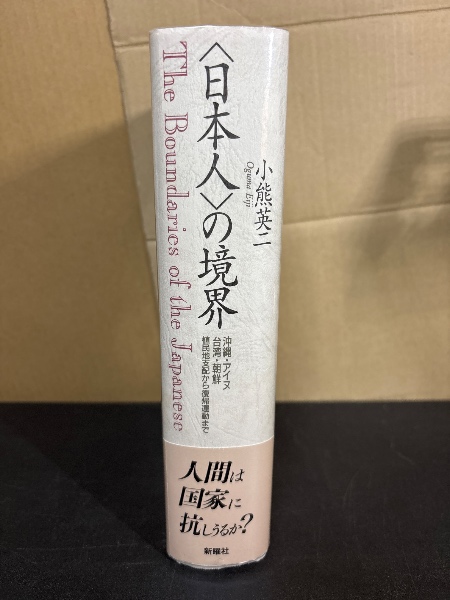 〈日本人〉の境界
The Boundaries of the Japanese
小熊英二
Oguma Eiji
沖縄・アイヌ
台湾・朝鮮
植民地支配から復帰運動まで
人間は
国家に
抗しうるか?
新曜社